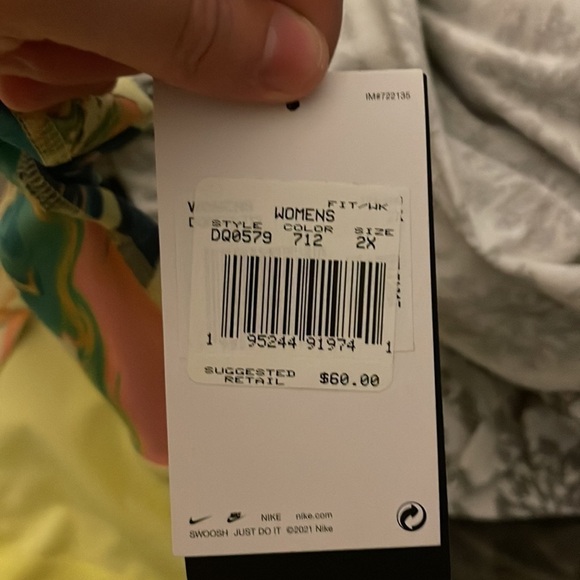 IM#722135
FIT/WK
WOMENS
STYLE COLOR SIZE
DQ0579 712 2X
1 95244 91974 1
SUGGESTED
RETAIL $60.00
NIKE nike.com
SWOOSH JUST DO IT ©2021 Nike